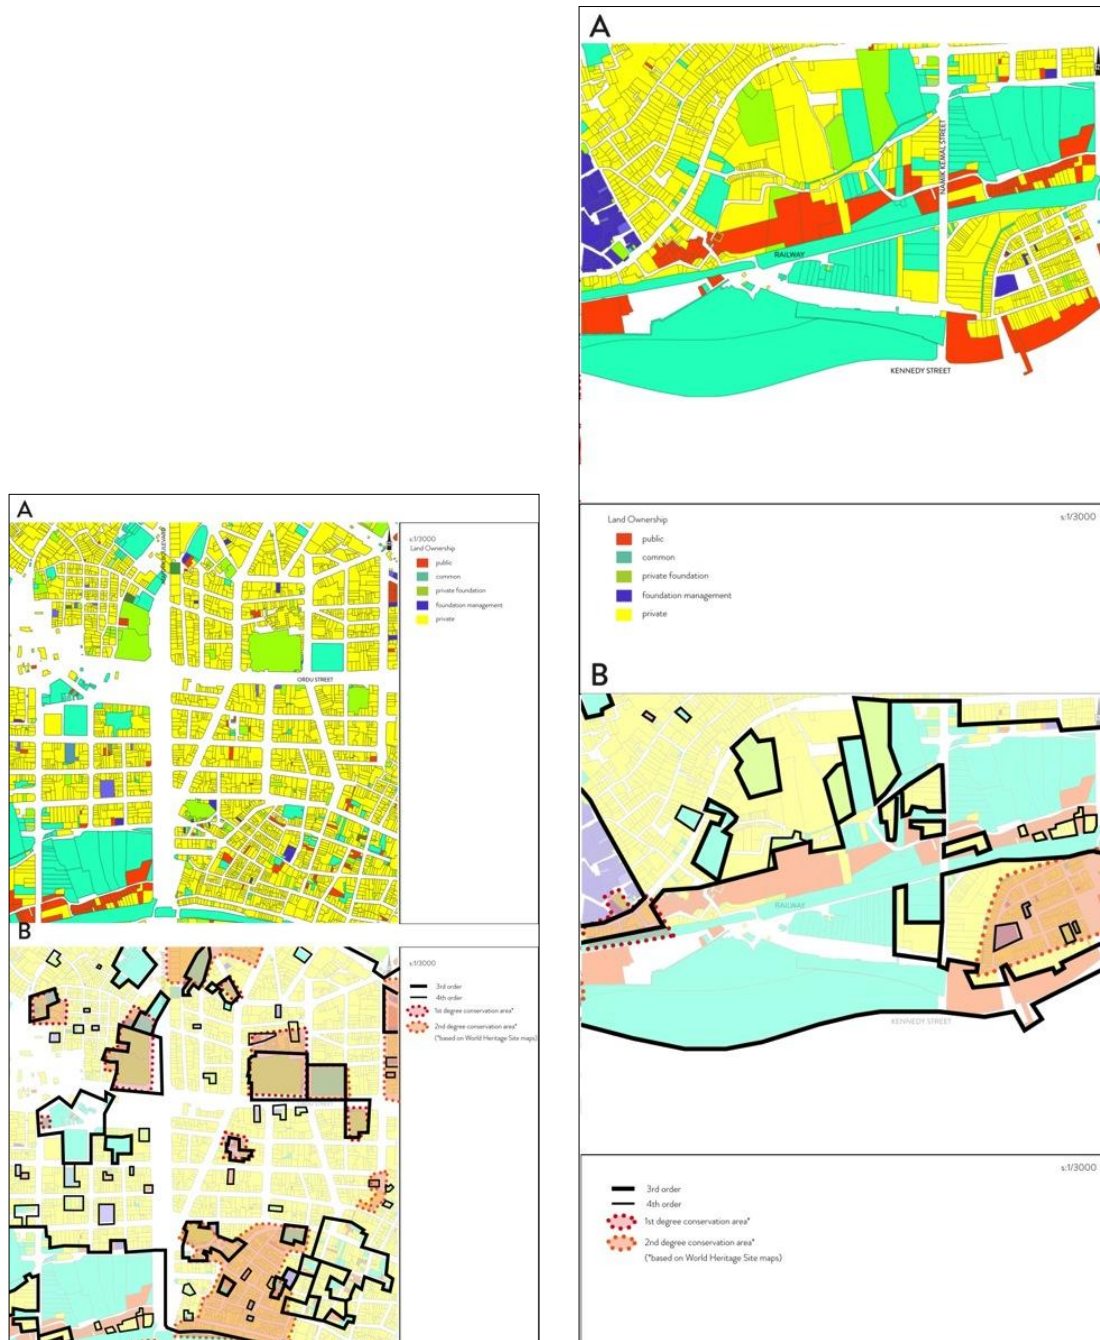 A
s:1/3000
Land Ownership
public
common
private foundation
foundation management
private
ORDU STREET
B
s:1/3000
3rd order
4th order
1st degree conservation area*
2nd degree conservation area*
(*based on World Heritage Site maps)
A
NAMIK KEMAL STREET
RAILWAY
KENNEDY STREET
s:1/3000
Land Ownership
public
common
private foundation
foundation management
private
B
RAILWAY
KENNEDY STREET
s:1/3000
3rd order
4th order
1st degree conservation area*
2nd degree conservation area*
(*based on World Heritage Site maps)